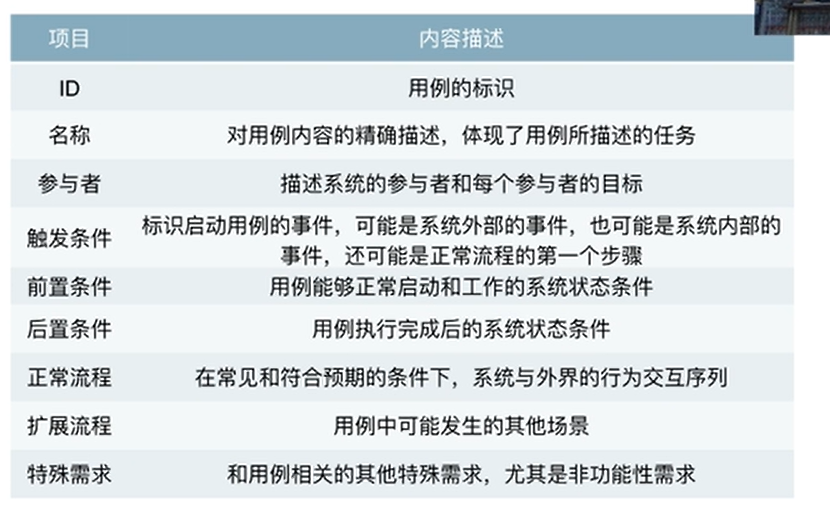 项目 内容描述
ID 用例的标识
名称 对用例内容的精确描述，体现了用例所描述的任务
参与者 描述系统的参与者和每个参与者的目标
触发条件 标识启动用例的事件，可能是系统外部的事件，也可能是系统内部的
事件，还可能是正常流程的第一个步骤
前置条件 用例能够正常启动和工作的系统状态条件
后置条件 用例执行完成后的系统状态条件
正常流程 在常见和符合预期的条件下，系统与外界的行为交互序列
扩展流程 用例中可能发生的其他场景
特殊需求 和用例相关的其他特殊需求，尤其是非功能性需求